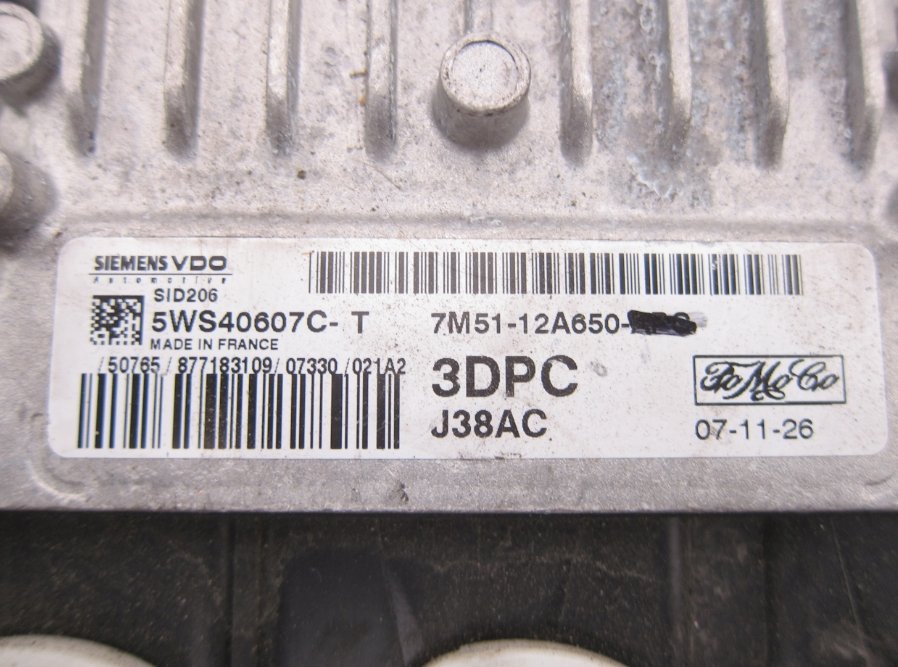 SIEMENS VDO
Automotive
SID206
5WS40607C- T
MADE IN FRANCE
/50765/877183109/07330/021A2
7M51-12A650-
3DPC
J38AC
FoMoCo
07-11-26